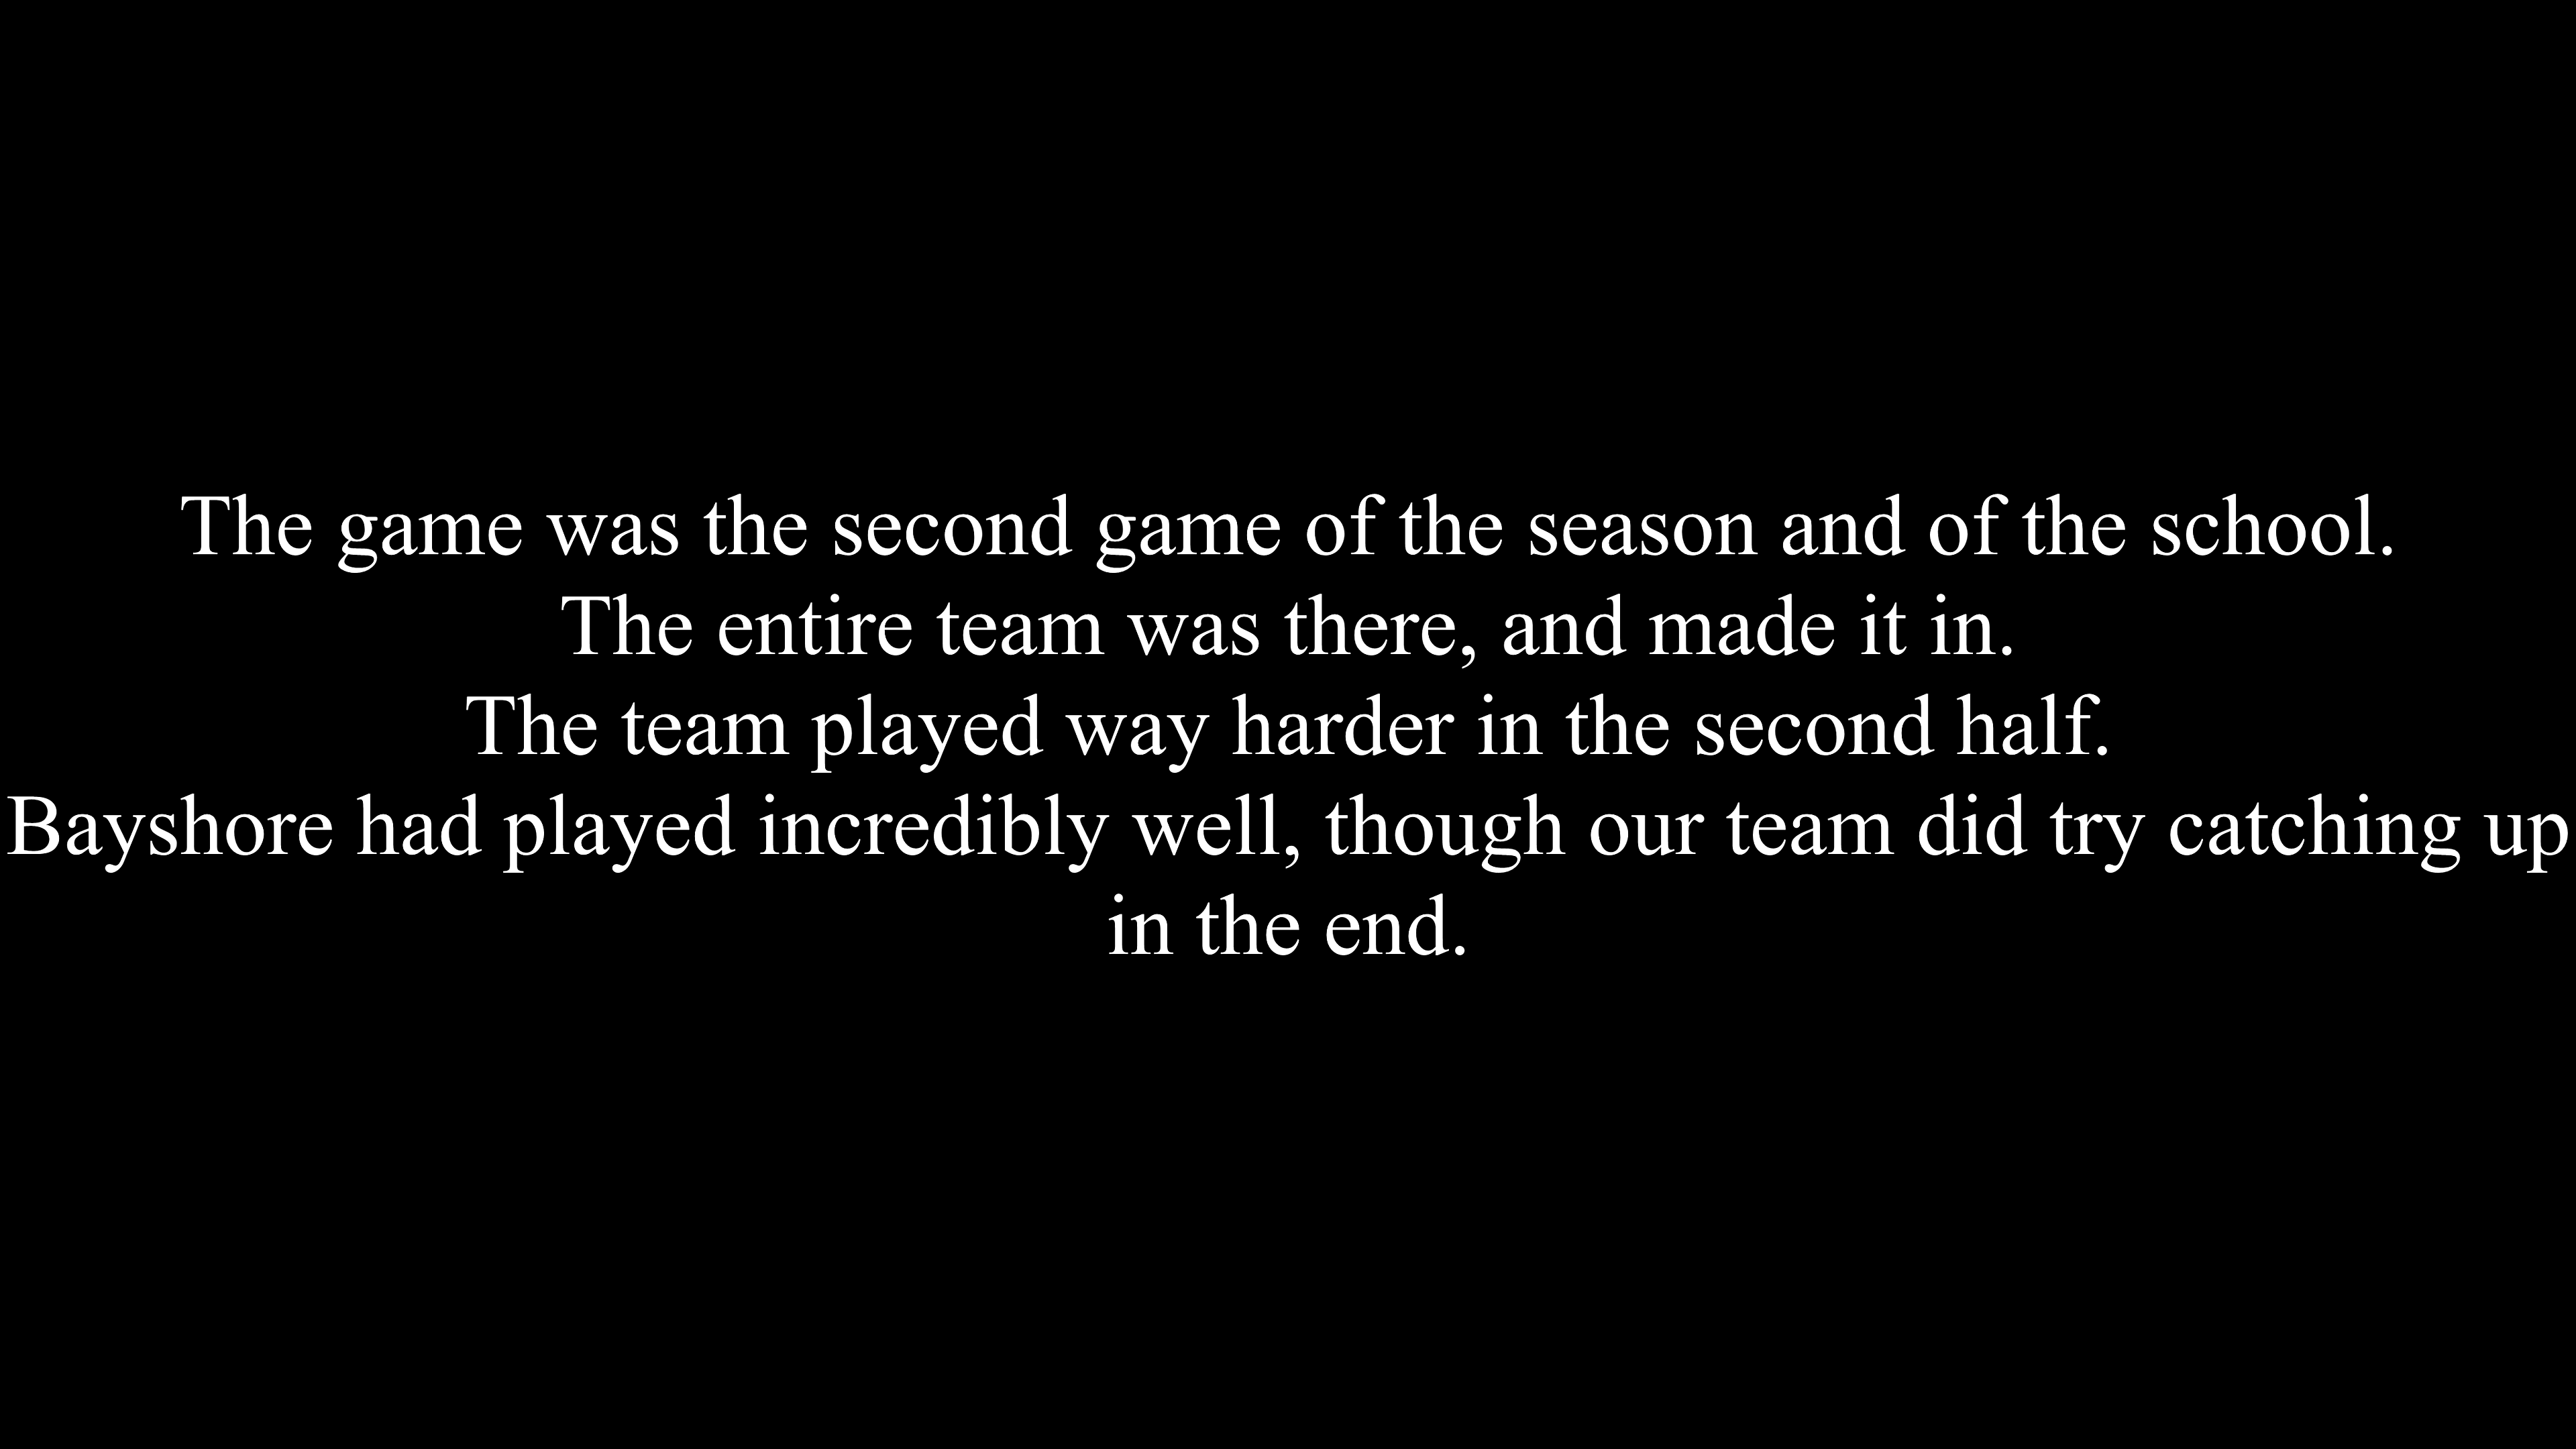 The game was the second game of the season and of the school.
The entire team was there, and made it in.
The team played way harder in the second half.
Bayshore had played incredibly well, though our team did try catching up
in the end.